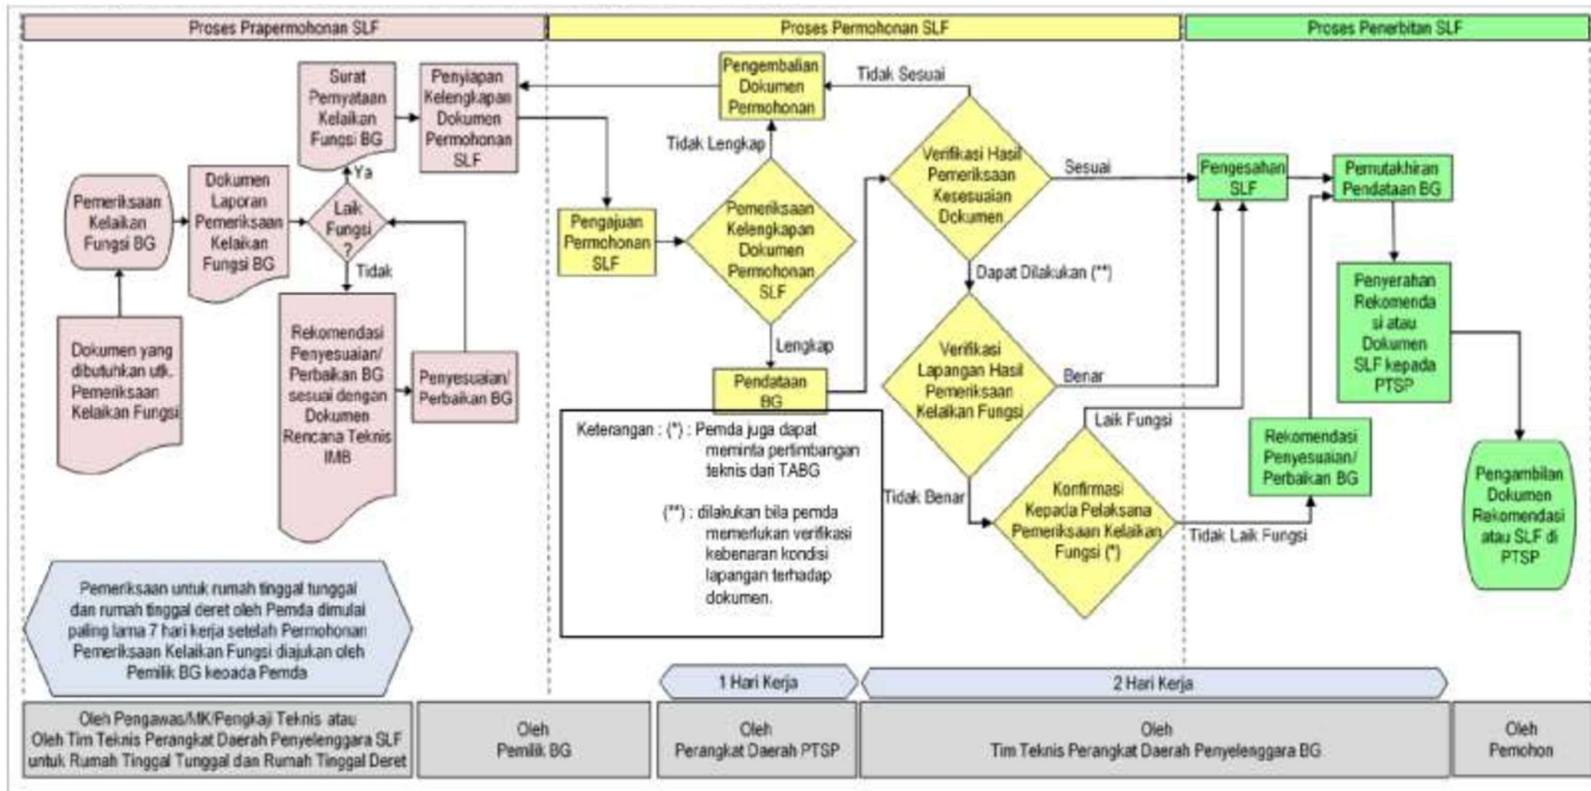 Proses Prapermohonan SLF
Proses Permohonan SLF
Proses Penerbitan SLF
Surat
Pernyataan
Kelaikan
Fungsi BG
Penyiapan
Kelengkapan
Dokumen
Permohonan
SLF
Ya
Pemeriksaan
Kelaikan
Fungsi BG
Dokumen
Laporan
Pemeriksaan
Kelaikan
Fungsi BG
Laik
Fungsi
?
Tidak
Dokumen yang
dibutuhkan utk.
Pemeriksaan
Kelaikan Fungsi
Rekomendasi
Penyesuaian/
Perbaikan BG
sesuai dengan
Dokumen
Rencana Teknis
IMB
Penyesuaian/
Perbaikan BG
Pengembalian
Dokumen
Permohonan
Tidak Sesuai
Tidak Lengkap
Pengajuan
Permohonan
SLF
Pemeriksaan
Kelengkapan
Dokumen
Permohonan
SLF
Lengkap
Pendataan
BG
Verifikasi Hasil
Pemeriksaan
Kesesuaian
Dokumen
Sesuai
Dapat Dilakukan (**)
Verifikasi
Lapangan Hasil
Pemeriksaan
Kelaikan Fungsi
Benar
Tidak Benar
Laik Fungsi
Konfirmasi
Kepada Pelaksana
Pemeriksaan Kelaikan
Fungsi (*)
Tidak Laik Fungsi
Keterangan : (*) : Pemda juga dapat
meminta pertimbangan
teknis dari TABG
(**) : dilakukan bila pemda
memerlukan verifikasi
kebenaran kondisi
lapangan terhadap
dokumen.
Pengesahan
SLF
Pemutakhiran
Pendataan BG
Penyerahan
Rekomenda
si atau
Dokumen
SLF kepada
PTSP
Rekomendasi
Penyesuaian/
Perbaikan BG
Pengambilan
Dokumen
Rekomendasi
atau SLF di
PTSP
Pemeriksaan untuk rumah tinggal tunggal
dan rumah tinggal deret oleh Pemda dimulai
paling lama 7 hari kerja setelah Permohonan
Pemeriksaan Kelaikan Fungsi diajukan oleh
Pemilik BG kepada Pemda
1 Hari Kerja
2 Hari Kerja
Oleh Pengawas/MK/Pengkaji Teknis atau
Oleh Tim Teknis Perangkat Daerah Penyelenggara SLF
untuk Rumah Tinggal Tunggal dan Rumah Tinggal Deret
Oleh
Pemilik BG
Oleh
Perangkat Daerah PTSP
Oleh
Tim Teknis Perangkat Daerah Penyelenggara BG
Oleh
Pemohon